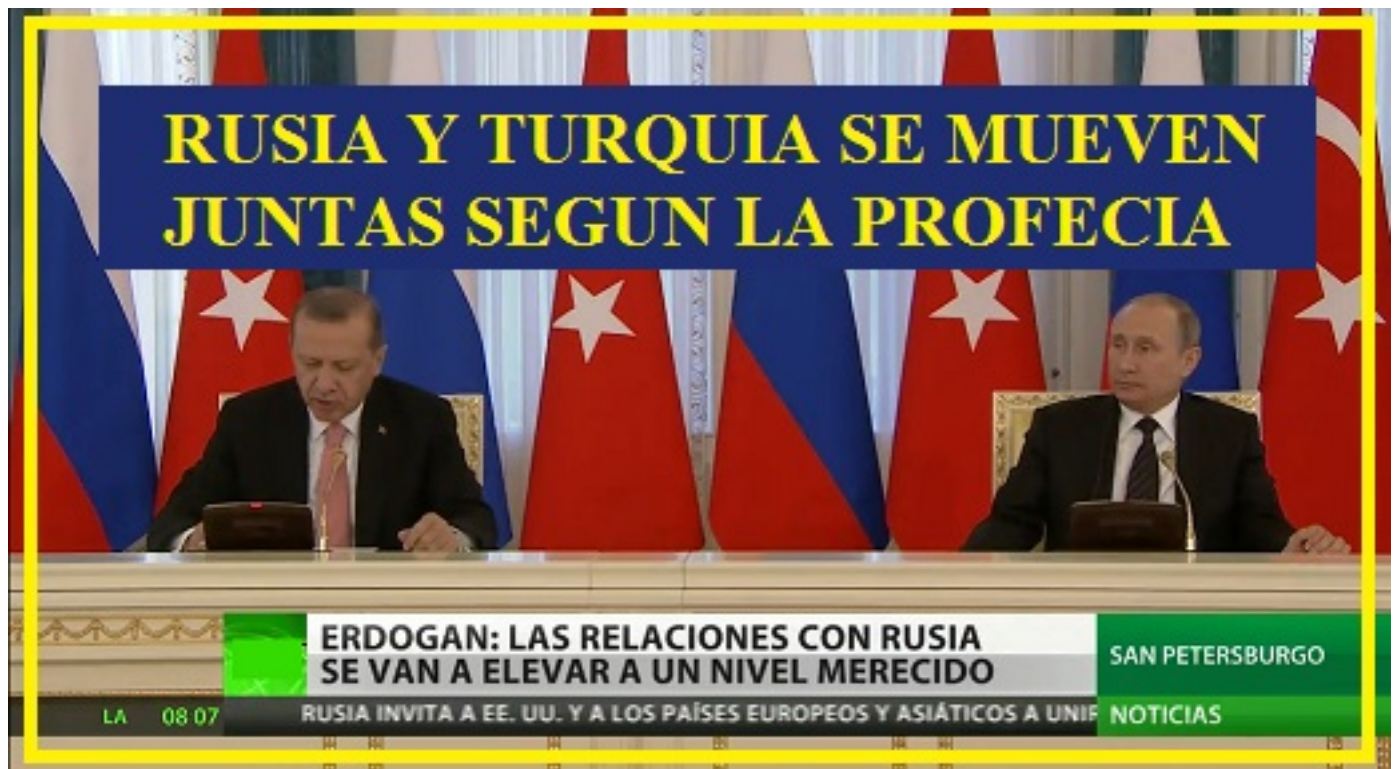 RUSIA Y TURQUIA SE MUEVEN
JUNTAS SEGUN LA PROFECIA
ERDOGAN: LAS RELACIONES CON RUSIA
SE VAN A ELEVAR A UN NIVEL MERECIDO
SAN PETERSBURGO
LA 08 07
RUSIA INVITA A EE. UU. Y A LOS PAÍSES EUROPEOS Y ASIÁTICOS A
NOTICIAS